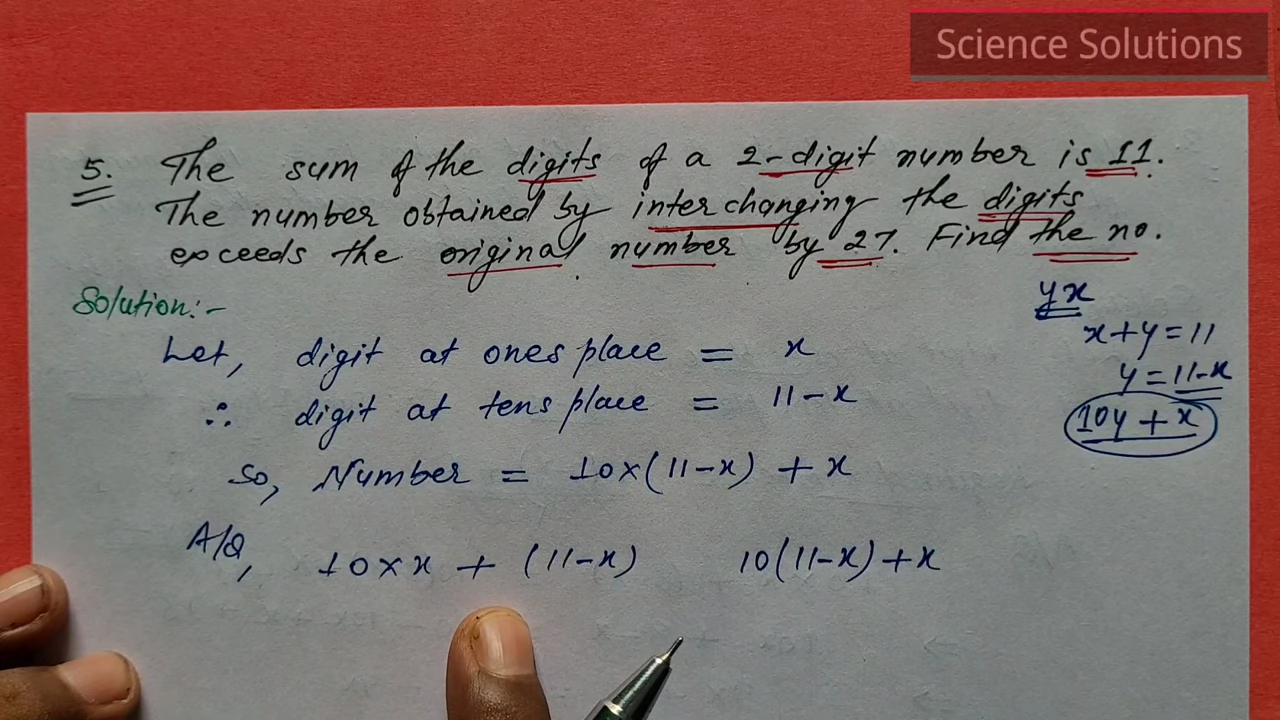 Science Solutions
5. The sum of the digits of a 2-digit number is 11.
The number obtained by interchanging the digits
exceeds the original number by 27. Find the no.
Solution:-
yx
x+y=11
y=11-x
10y+x
Let, digit at ones place = x
∴ digit at tens place = 11-x
So, Number = 10×(11-x) + x
A/Q, 10×x + (11-x) 10(11-x)+x